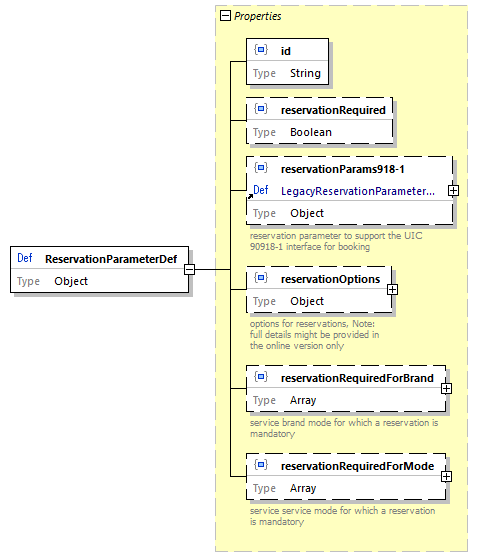 Properties
id
Type String
reservationRequired
Type Boolean
reservationParams918-1
Def LegacyReservationParameter...
Type Object
reservation parameter to support the UIC
90918-1 interface for booking
Def ReservationParameterDef
Type Object
reservationOptions
Type Object
options for reservations, Note:
full details might be provided in
the online version only
reservationRequiredForBrand
Type Array
service brand mode for which a reservation is
mandatory
reservationRequiredForMode
Type Array
service service mode for which a reservation
is mandatory